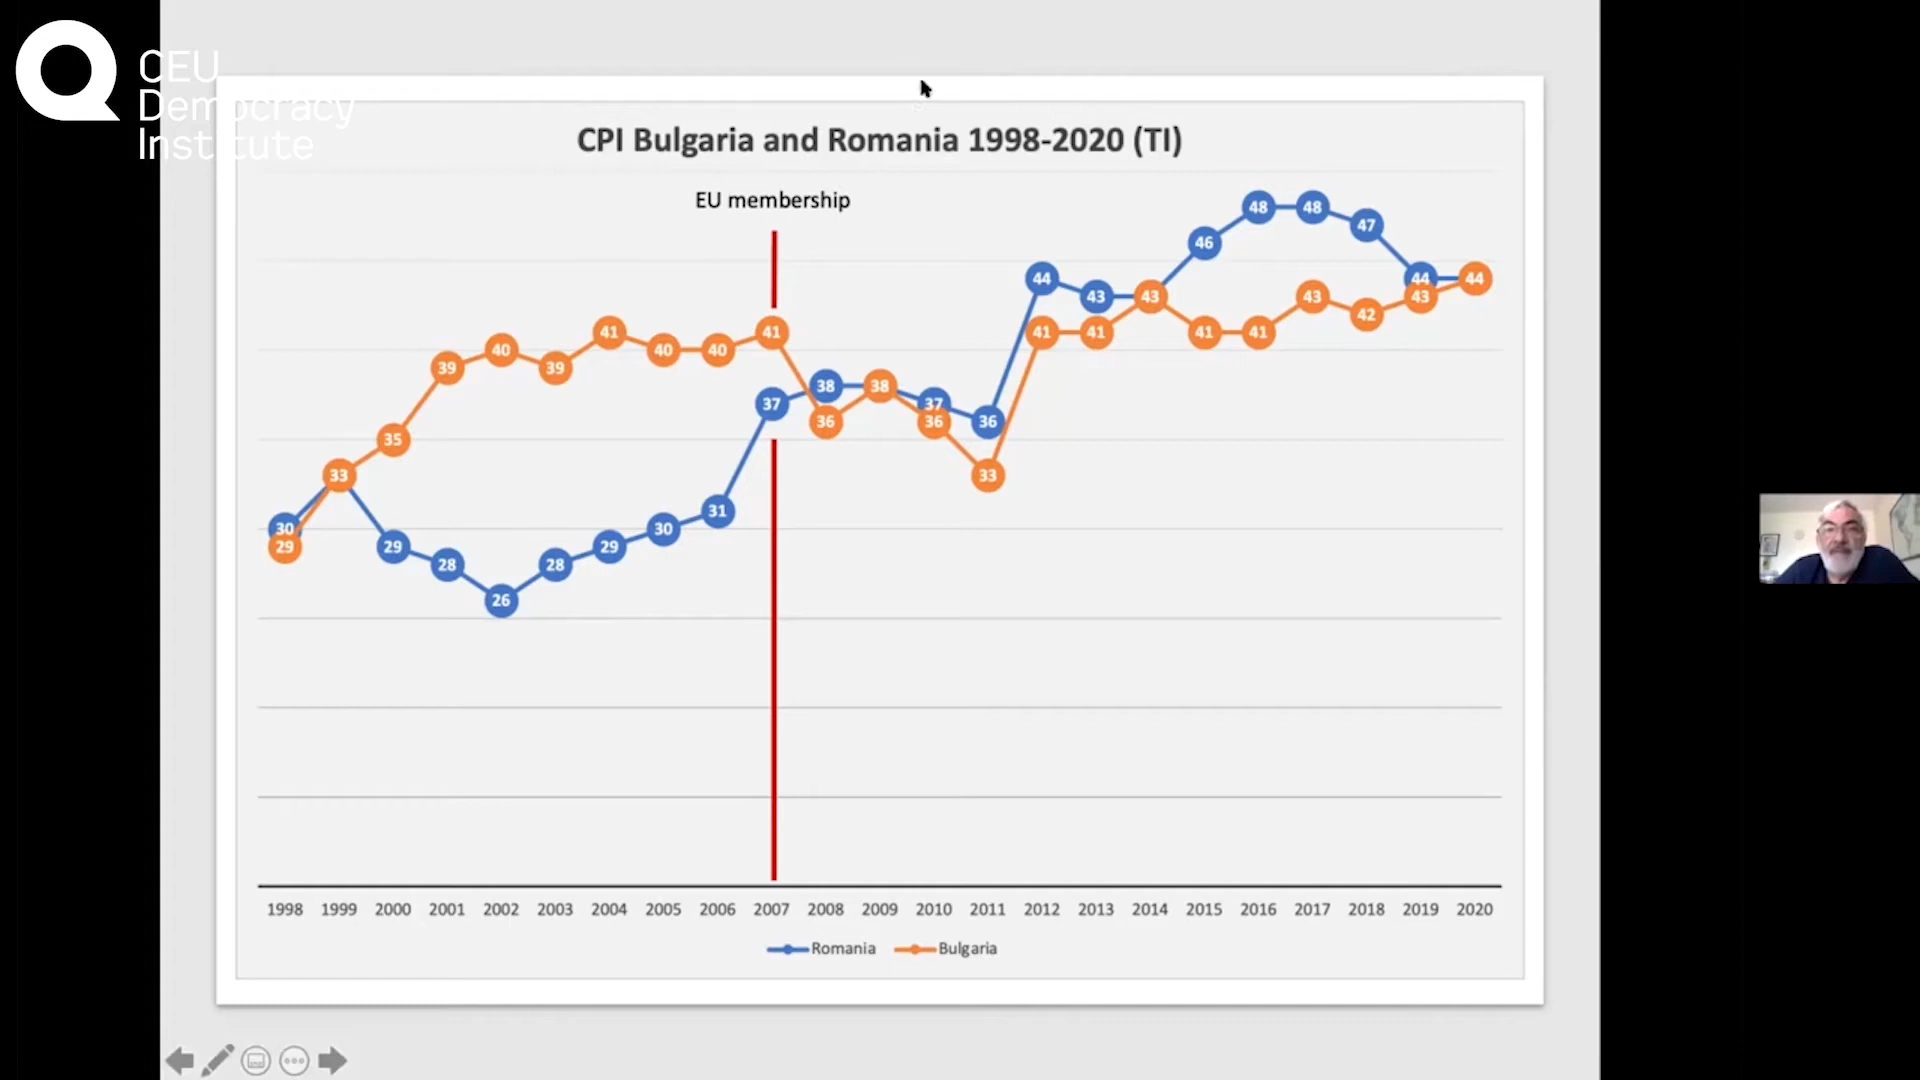 CEU
Democracy
Institute
CPI Bulgaria and Romania 1998-2020 (TI)
EU membership
48 48
47
46
44 44 44
43 43 43 43
42
41 41 41 41 41 41
40 40 40
39 39
38 38
37 37
36 36 36
35
33 33
31
30 30
29 29 29
28 28
26
1998 1999 2000 2001 2002 2003 2004 2005 2006 2007 2008 2009 2010 2011 2012 2013 2014 2015 2016 2017 2018 2019 2020
Romania Bulgaria